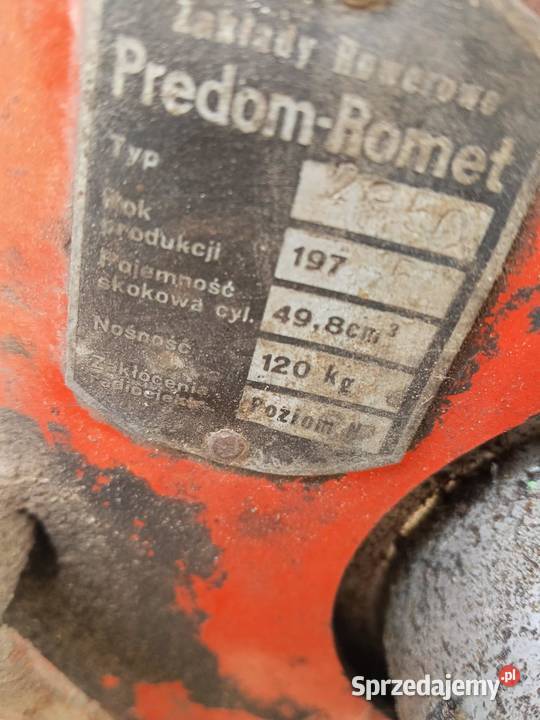 Zakłady Rowerowe
Predom-Romet
Typ
Rok
produkcji 197
Pojemność
skokowa cyl. 49,8cm³
Nośność 120 kg
Zakłócenia Poziom N
Sprzedajemy.pl